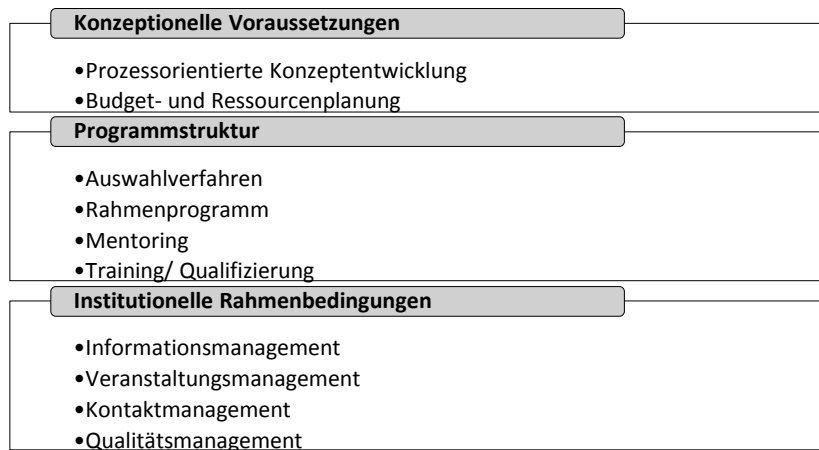 Konzeptionelle Voraussetzungen
•Prozessorientierte Konzeptentwicklung
•Budget- und Ressourcenplanung
Programmstruktur
•Auswahlverfahren
•Rahmenprogramm
•Mentoring
•Training/ Qualifizierung
Institutionelle Rahmenbedingungen
•Informationsmanagement
•Veranstaltungsmanagement
•Kontaktmanagement
•Qualitätsmanagement